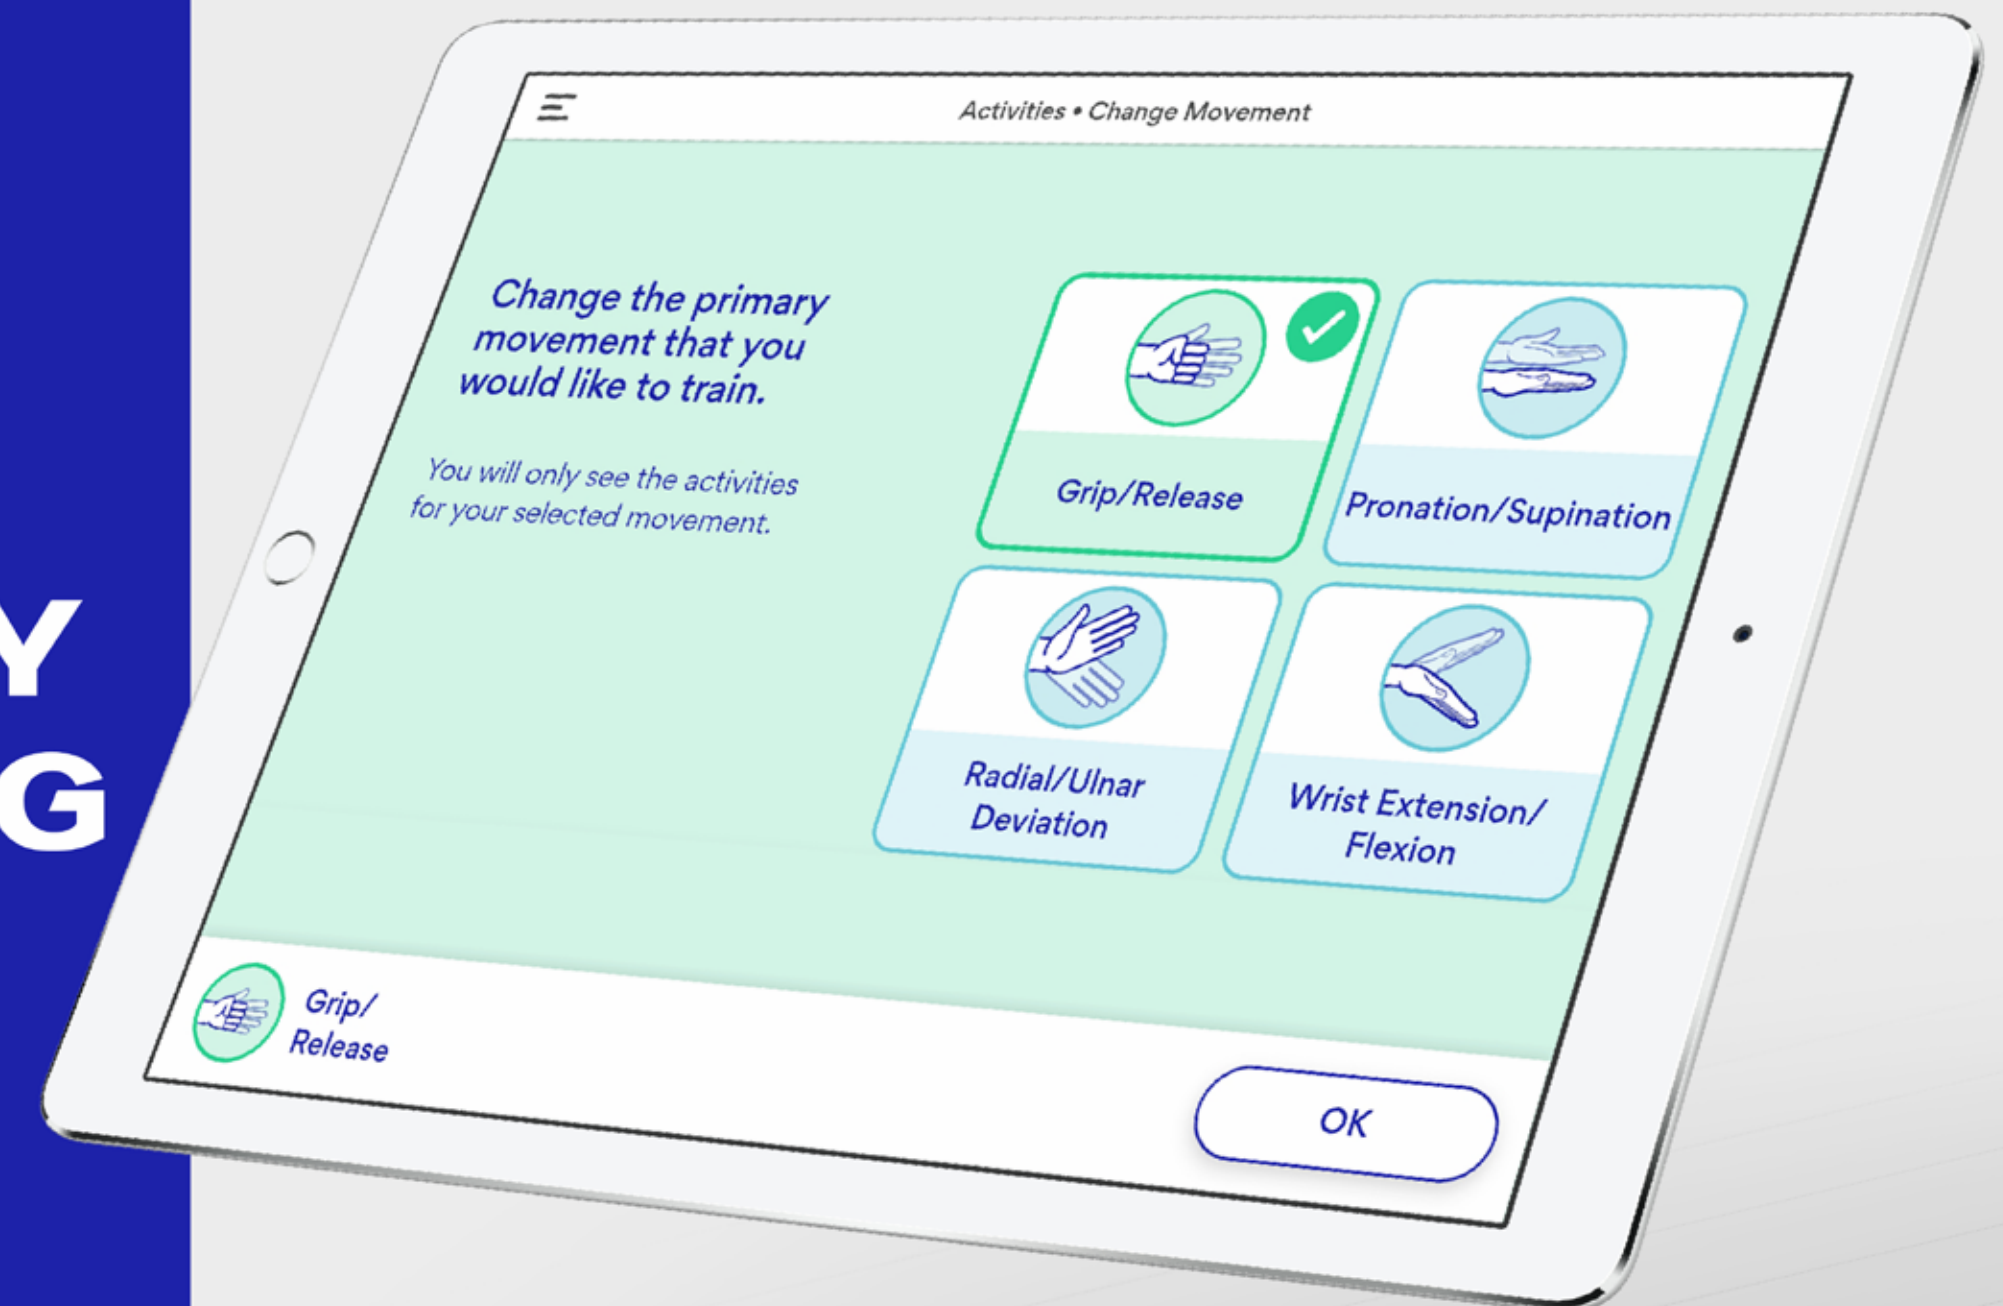 Y
G
Activities • Change Movement
Change the primary
movement that you
would like to train.
You will only see the activities
for your selected movement.
Grip/Release
Pronation/Supination
Radial/Ulnar
Deviation
Wrist Extension/
Flexion
Grip/
Release
OK